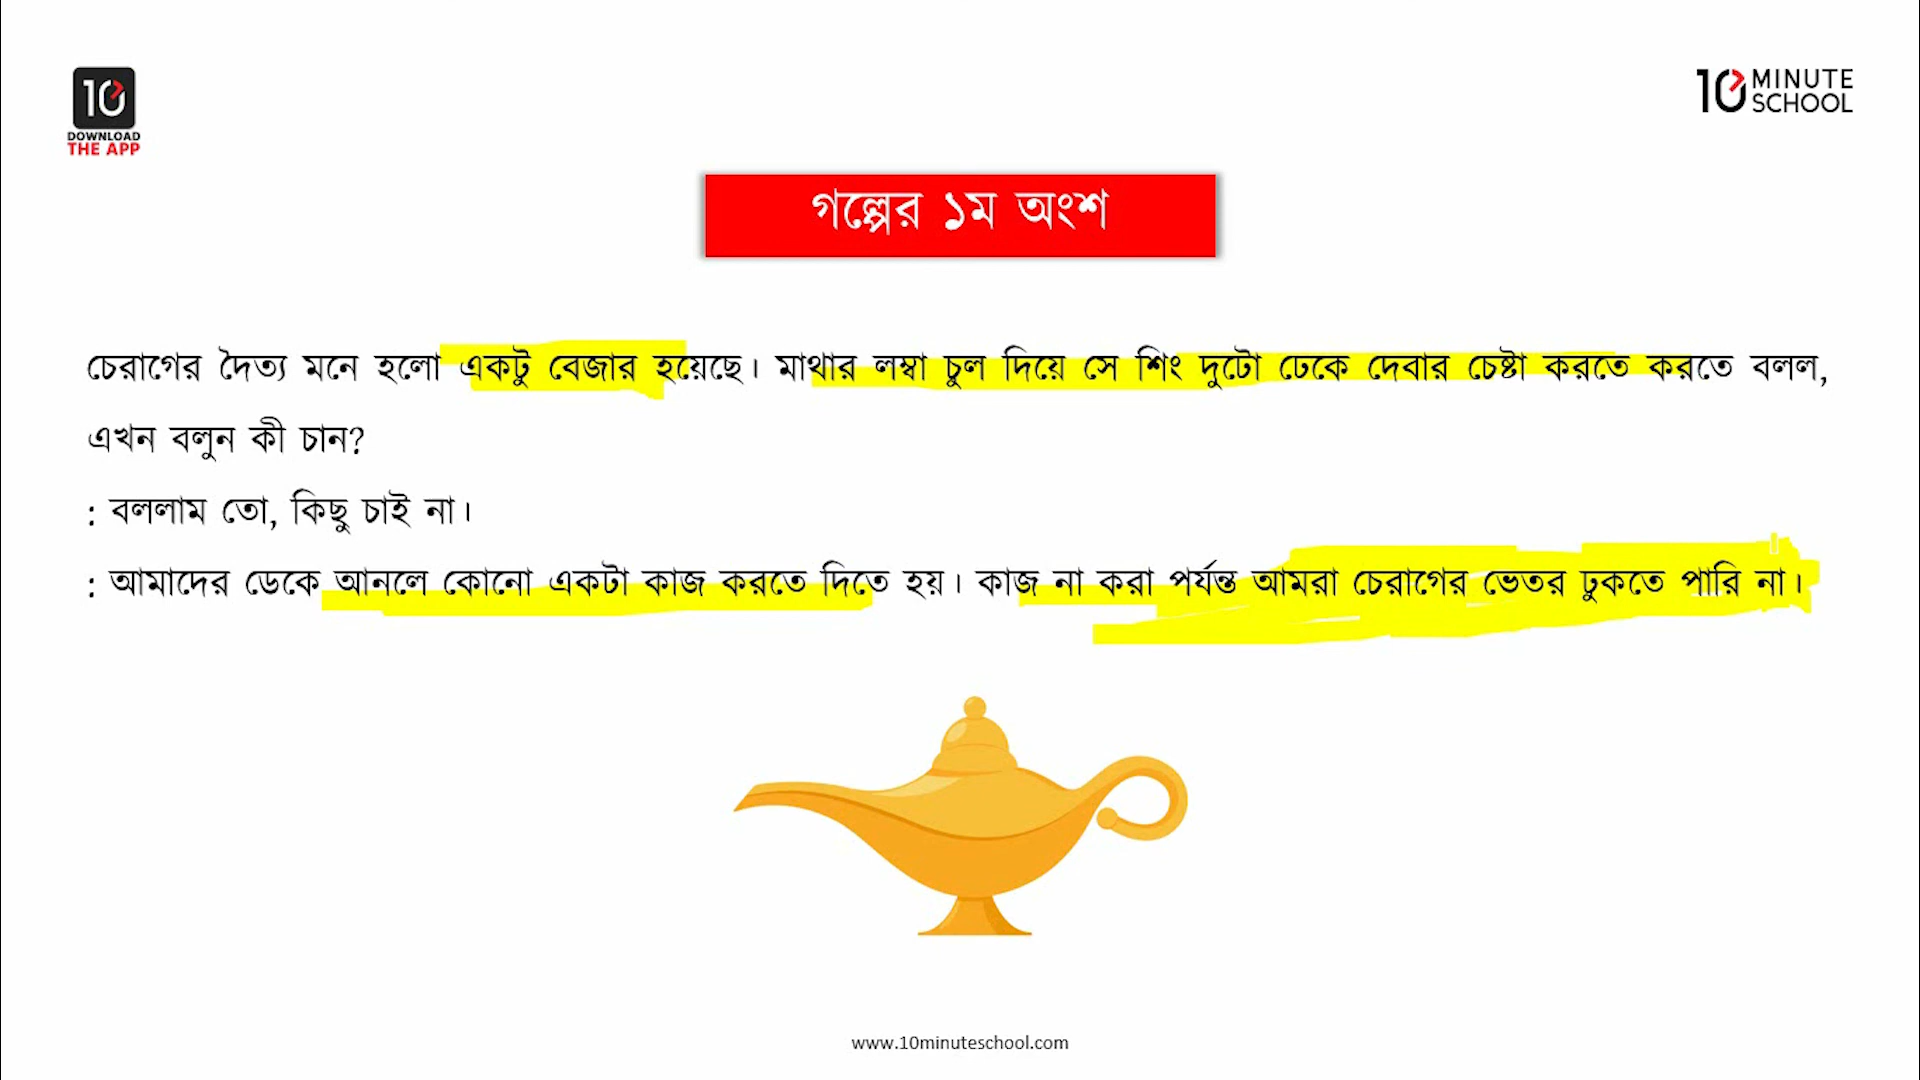 10
DOWNLOAD
THE APP
10 MINUTE
SCHOOL
গল্পের ১ম অংশ
চেরাগের দৈত্য মনে হলো একটু বেজার হয়েছে। মাথার লম্বা চুল দিয়ে সে শিং দুটো ঢেকে দেবার চেষ্টা করতে করতে বলল,
এখন বলুন কী চান?
: বললাম তো, কিছু চাই না।
: আমাদের ডেকে আনলে কোনো একটা কাজ করতে দিতে হয়। কাজ না করা পর্যন্ত আমরা চেরাগের ভেতর ঢুকতে পারি না।
www.10minuteschool.com